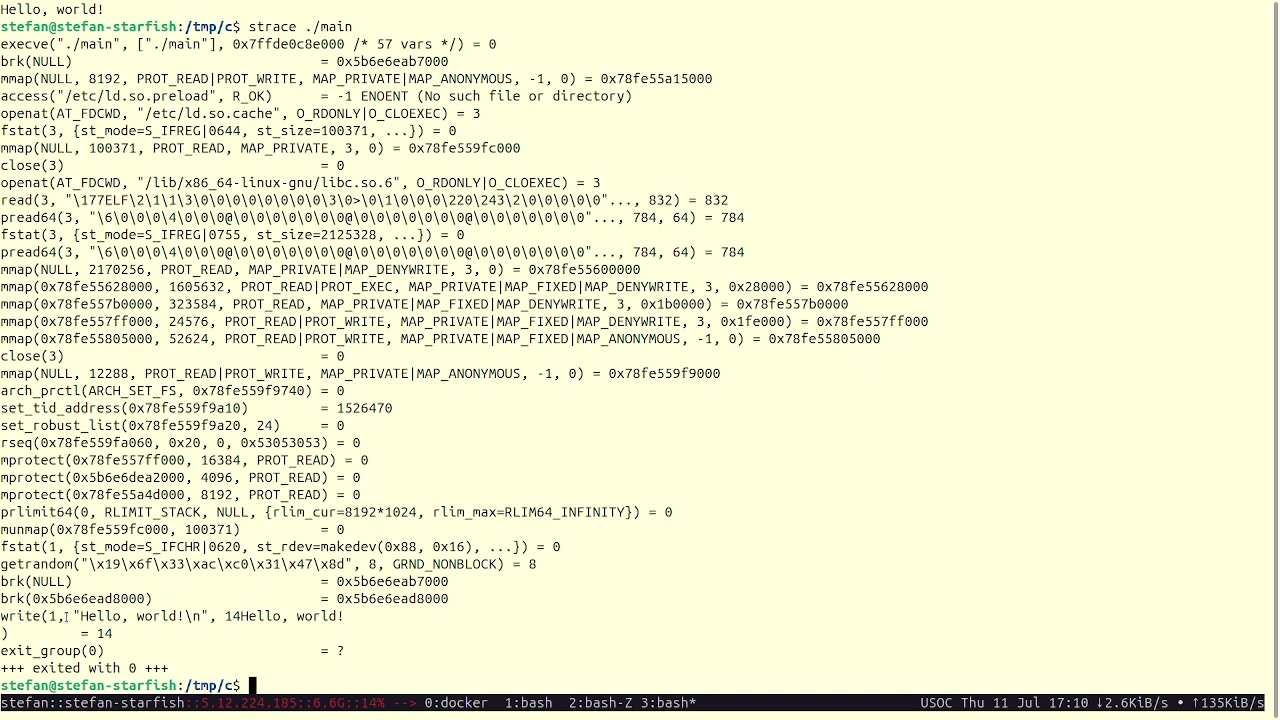 Hello, world!
stefan@stefan-starfish:/tmp/c$ strace ./main
execve("./main", ["./main"], 0x7ffde0c8e000 /* 57 vars */) = 0
brk(NULL)                               = 0x5b6e6eab7000
mmap(NULL, 8192, PROT_READ|PROT_WRITE, MAP_PRIVATE|MAP_ANONYMOUS, -1, 0) = 0x78fe55a15000
access("/etc/ld.so.preload", R_OK)      = -1 ENOENT (No such file or directory)
openat(AT_FDCWD, "/etc/ld.so.cache", O_RDONLY|O_CLOEXEC) = 3
fstat(3, {st_mode=S_IFREG|0644, st_size=100371, ...}) = 0
mmap(NULL, 100371, PROT_READ, MAP_PRIVATE, 3, 0) = 0x78fe559fc000
close(3)                                = 0
openat(AT_FDCWD, "/lib/x86_64-linux-gnu/libc.so.6", O_RDONLY|O_CLOEXEC) = 3
read(3, "\177ELF\2\1\1\3\0\0\0\0\0\0\0\0\3\0>\0\1\0\0\0\220\243\2\0\0\0\0\0"..., 832) = 832
pread64(3, "\6\0\0\0\4\0\0\0@\0\0\0\0\0\0\0@\0\0\0\0\0\0\0@\0\0\0\0\0\0\0"..., 784, 64) = 784
fstat(3, {st_mode=S_IFREG|0755, st_size=2125328, ...}) = 0
pread64(3, "\6\0\0\0\4\0\0\0@\0\0\0\0\0\0\0@\0\0\0\0\0\0\0@\0\0\0\0\0\0\0"..., 784, 64) = 784
mmap(NULL, 2170256, PROT_READ, MAP_PRIVATE|MAP_DENYWRITE, 3, 0) = 0x78fe55600000
mmap(0x78fe55628000, 1605632, PROT_READ|PROT_EXEC, MAP_PRIVATE|MAP_FIXED|MAP_DENYWRITE, 3, 0x28000) = 0x78fe55628000
mmap(0x78fe557b0000, 323584, PROT_READ, MAP_PRIVATE|MAP_FIXED|MAP_DENYWRITE, 3, 0x1b0000) = 0x78fe557b0000
mmap(0x78fe557ff000, 24576, PROT_READ|PROT_WRITE, MAP_PRIVATE|MAP_FIXED|MAP_DENYWRITE, 3, 0x1fe000) = 0x78fe557ff000
mmap(0x78fe55805000, 52624, PROT_READ|PROT_WRITE, MAP_PRIVATE|MAP_FIXED|MAP_ANONYMOUS, -1, 0) = 0x78fe55805000
close(3)                                = 0
mmap(NULL, 12288, PROT_READ|PROT_WRITE, MAP_PRIVATE|MAP_ANONYMOUS, -1, 0) = 0x78fe559f9000
arch_prctl(ARCH_SET_FS, 0x78fe559f9740) = 0
set_tid_address(0x78fe559f9a10)         = 1526470
set_robust_list(0x78fe559f9a20, 24)     = 0
rseq(0x78fe559fa060, 0x20, 0, 0x53053053) = 0
mprotect(0x78fe557ff000, 16384, PROT_READ) = 0
mprotect(0x5b6e6dea2000, 4096, PROT_READ) = 0
mprotect(0x78fe55a4d000, 8192, PROT_READ) = 0
prlimit64(0, RLIMIT_STACK, NULL, {rlim_cur=8192*1024, rlim_max=RLIM64_INFINITY}) = 0
munmap(0x78fe559fc000, 100371)          = 0
fstat(1, {st_mode=S_IFCHR|0620, st_rdev=makedev(0x88, 0x16), ...}) = 0
getrandom("\x19\x6f\x33\xac\xc0\x31\x47\x8d", 8, GRND_NONBLOCK) = 8
brk(NULL)                               = 0x5b6e6eab7000
brk(0x5b6e6ead8000)                     = 0x5b6e6ead8000
write(1, "Hello, world!\n", 14Hello, world!
)         = 14
exit_group(0)                           = ?
+++ exited with 0 +++
stefan@stefan-starfish:/tmp/c$
stefan::stefan-starfish::5.12.224.185::6.6G::14% --> 0:docker  1:bash  2:bash-Z 3:bash* USOC Thu 11 Jul 17:10 ↓2.6KiB/s • ↑135KiB/s